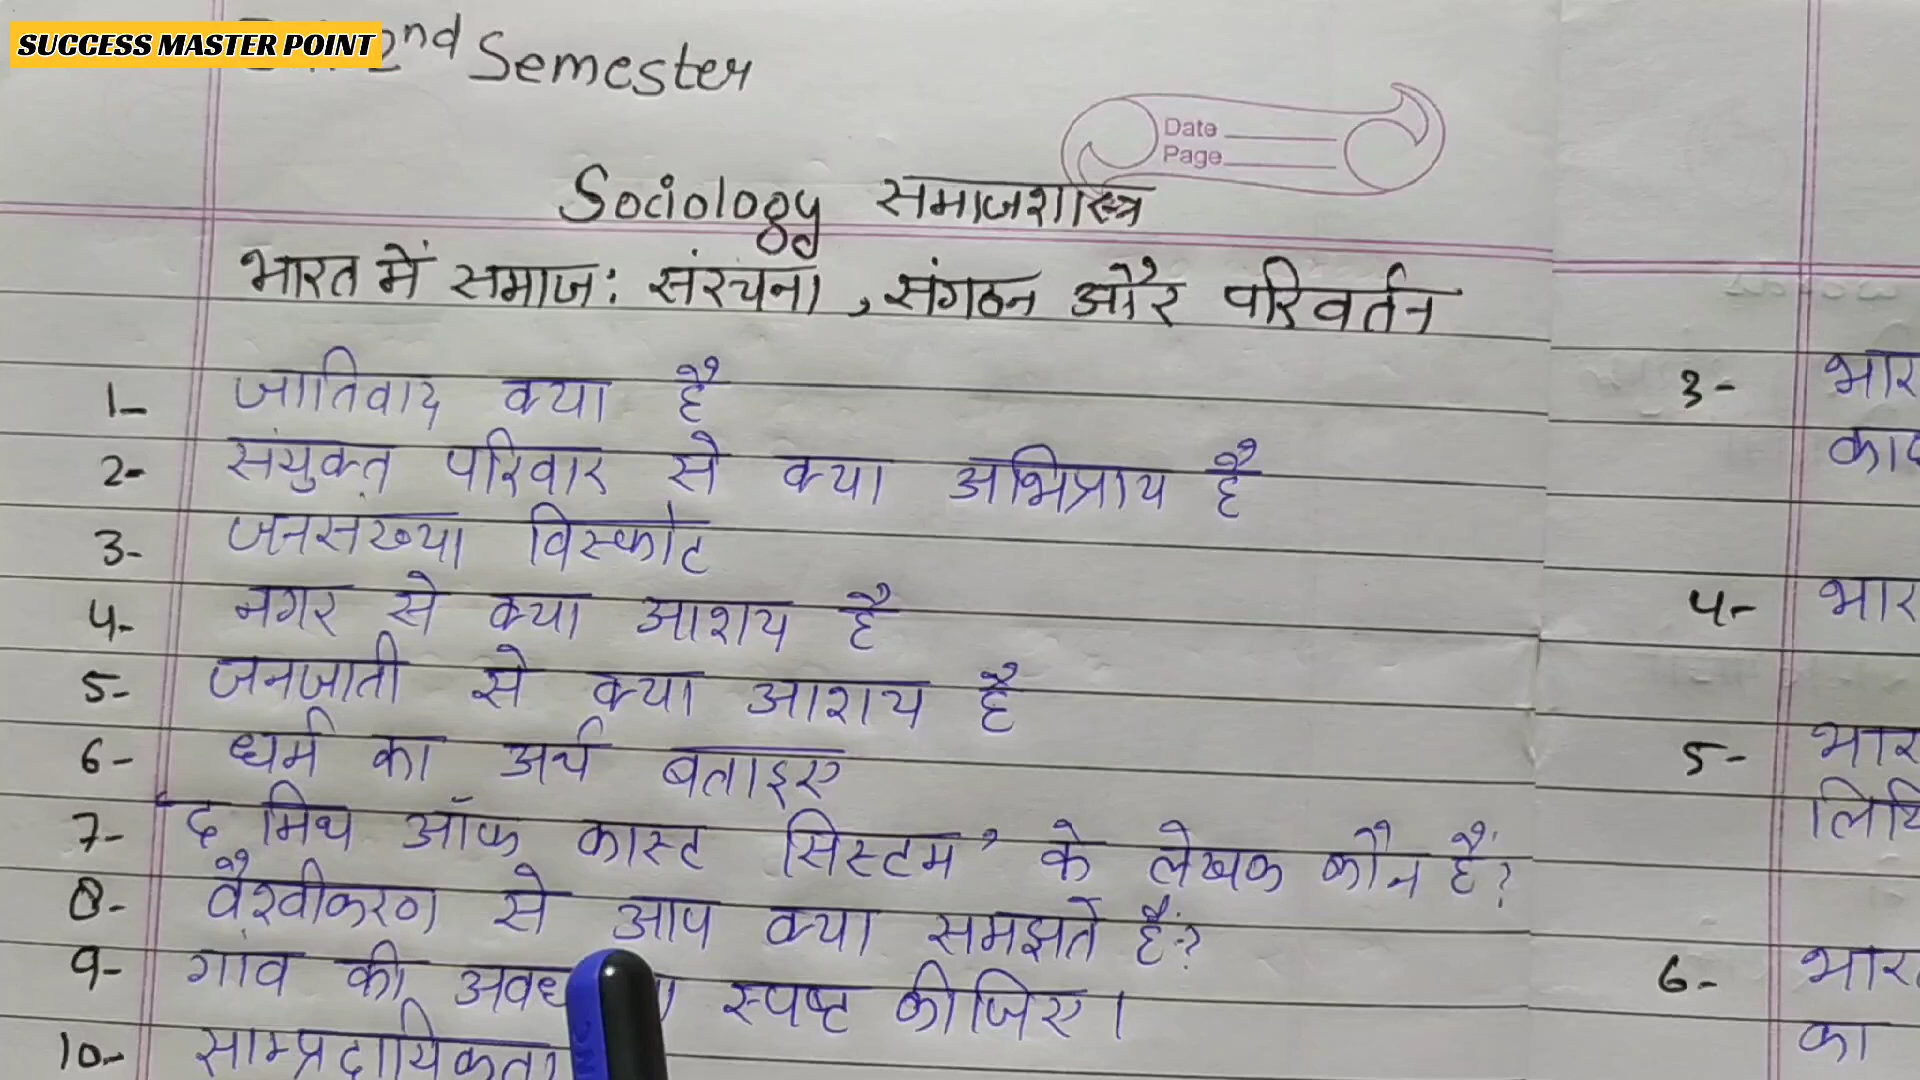 SUCCESS MASTER POINT
2nd Semester
Date
Page
Sociology समाजशास्त्र
भारत में समाज: संरचना, संगठन और परिवर्तन
1- जातिवाद क्या है
2- संयुक्त परिवार से क्या अभिप्राय है
3- जनसंख्या विस्फोट
4- नगर से क्या आशय है
5- जनजाती से क्या आशय है
6- धर्म का अर्थ बताइए
7- 'द मिथ ऑफ कास्ट सिस्टम' के लेखक कौन हैं?
8- वैश्वीकरण से आप क्या समझते हैं?
9- गांव की स्पष्ट कीजिए।
10- साम्प्रदायिकता
3- भार
4- भार
5- भार
6- भार
का